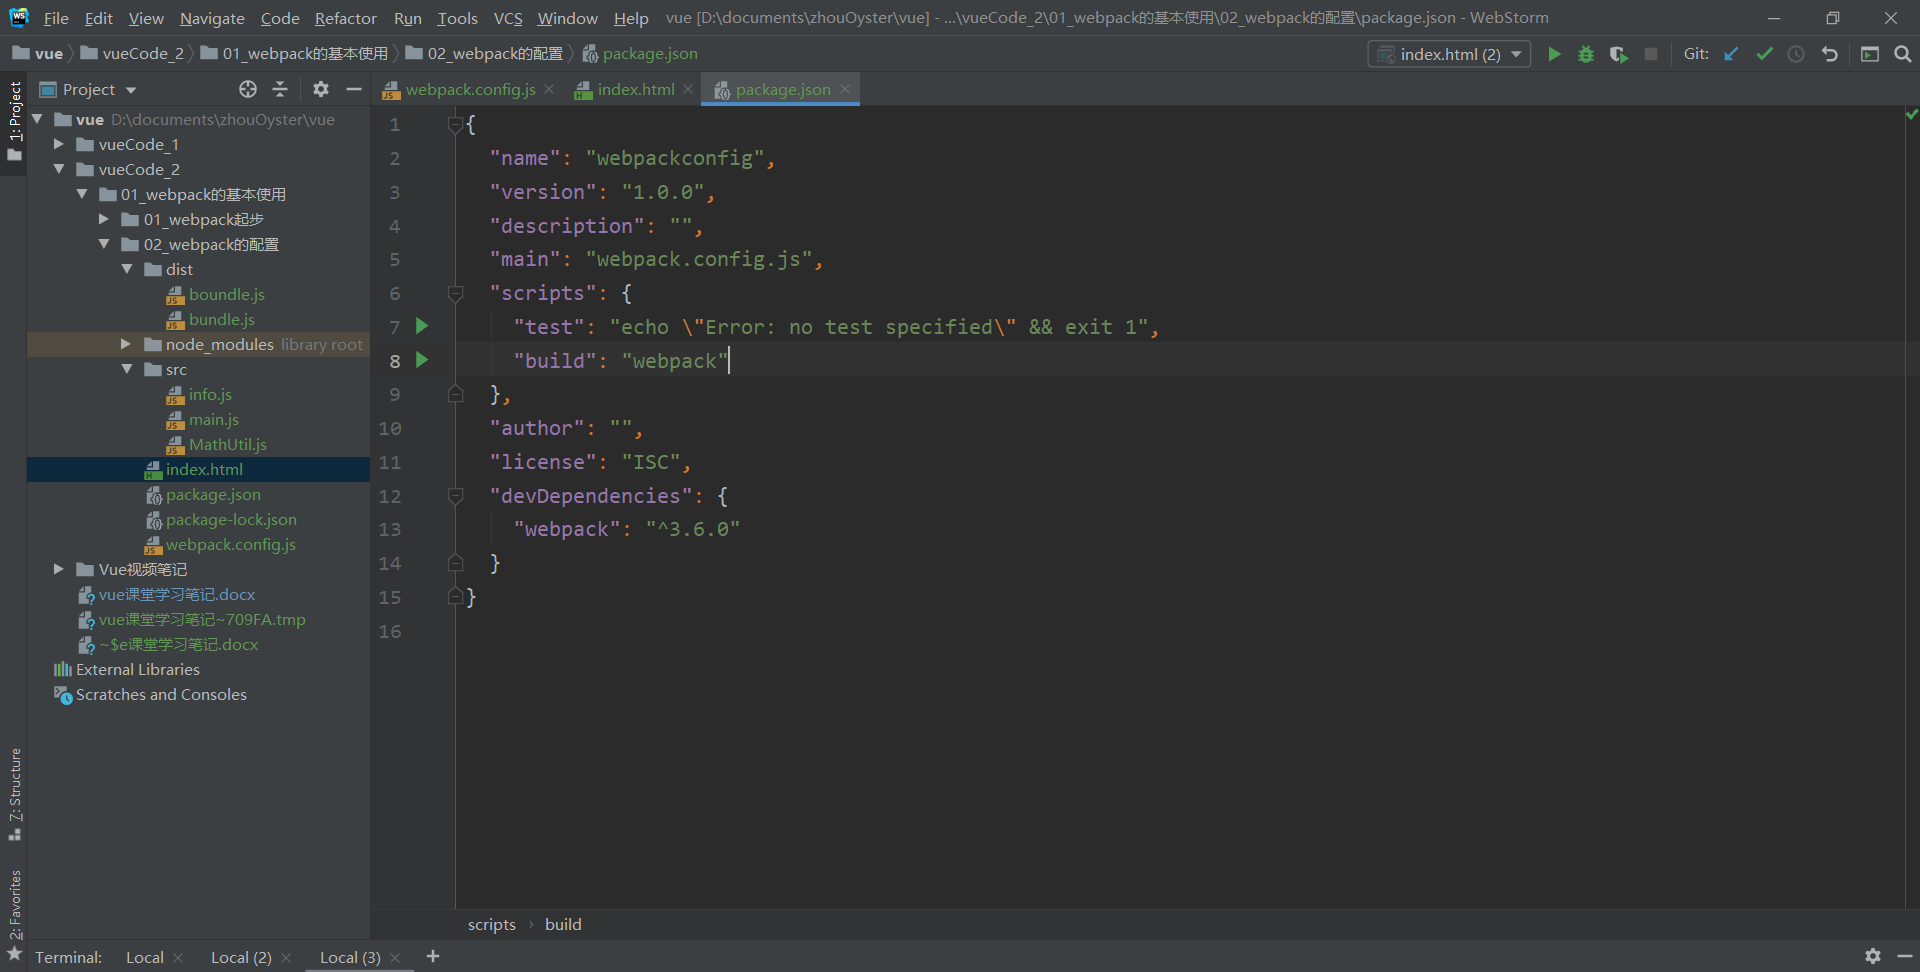 File Edit View Navigate Code Refactor Run Tools VCS Window Help vue [D:\documents\zhouOyster\vue] - ...\vueCode_2\01_webpack的基本使用\02_webpack的配置\package.json - WebStorm
vue vueCode_2 01_webpack的基本使用 02_webpack的配置 package.json index.html (2) Git:
1: Project
7: Structure
2: Favorites
Project
vue D:\documents\zhouOyster\vue
vueCode_1
vueCode_2
01_webpack的基本使用
01_webpack起步
02_webpack的配置
dist
boundle.js
bundle.js
node_modules library root
src
info.js
main.js
MathUtil.js
index.html
package.json
package-lock.json
webpack.config.js
Vue视频笔记
vue课堂学习笔记.docx
vue课堂学习笔记~709FA.tmp
~$e课堂学习笔记.docx
External Libraries
Scratches and Consoles
webpack.config.js index.html package.json
1 {
2 "name": "webpackconfig",
3 "version": "1.0.0",
4 "description": "",
5 "main": "webpack.config.js",
6 "scripts": {
7 "test": "echo \"Error: no test specified\" && exit 1",
8 "build": "webpack"
9 },
10 "author": "",
11 "license": "ISC",
12 "devDependencies": {
13 "webpack": "^3.6.0"
14 }
15 }
16
scripts › build
Terminal: Local Local (2) Local (3) +